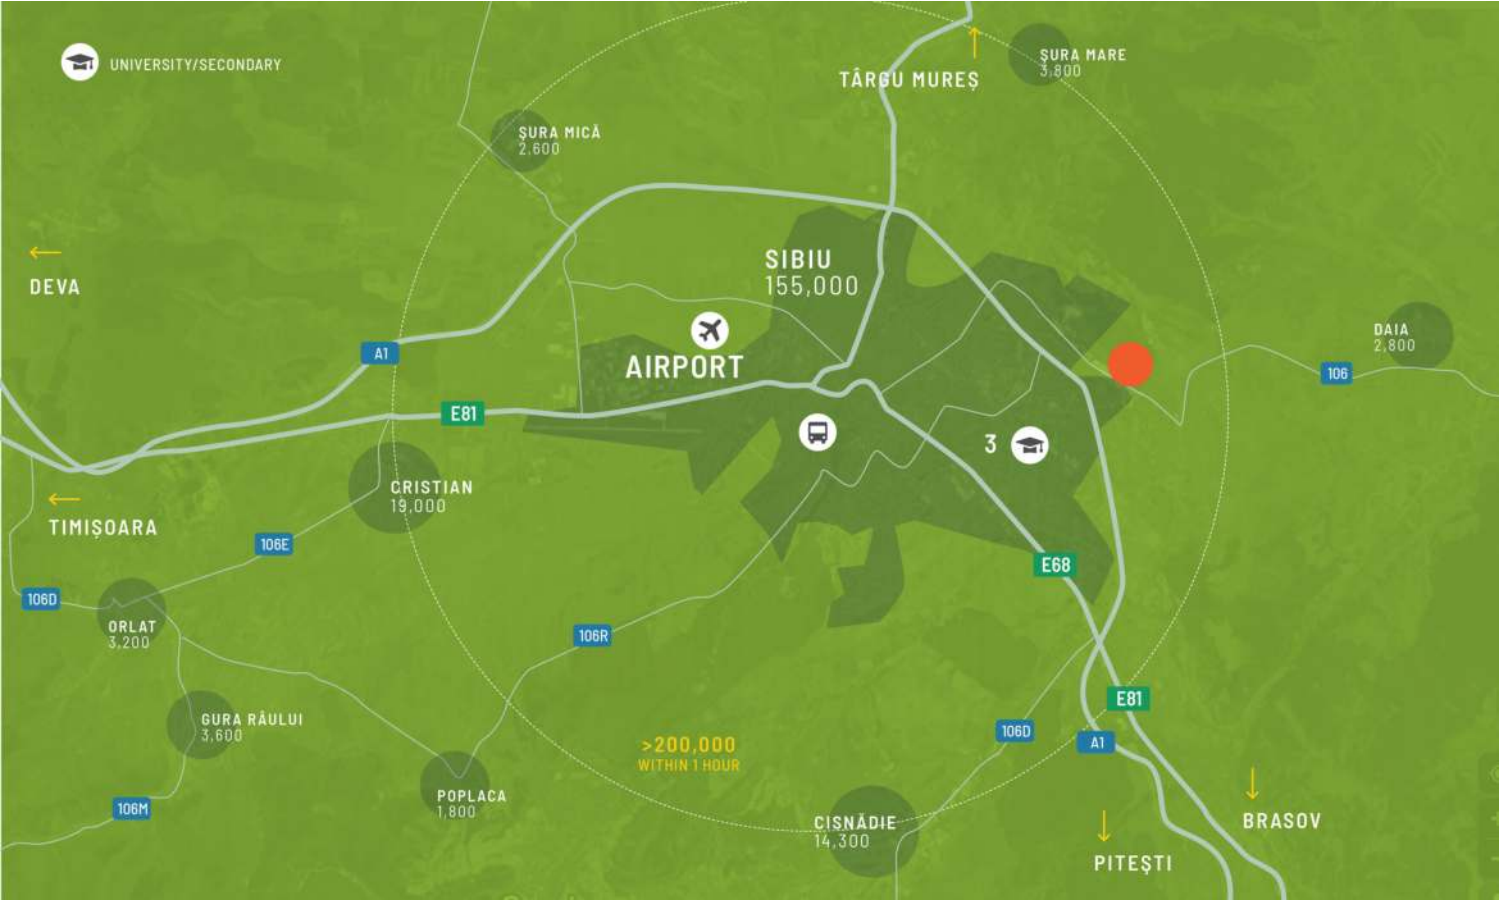 UNIVERSITY/SECONDARY
TÂRGU MUREȘ
ȘURA MARE
3,800
ȘURA MICĂ
2,600
DEVA
SIBIU
155,000
AIRPORT
A1
E81
DAIA
2,800
106
3
CRISTIAN
19,000
TIMIȘOARA
106E
E68
106D
ORLAT
3,200
106R
GURA RÂULUI
3,600
E81
106D
A1
>200,000
WITHIN 1 HOUR
POPLACA
1,800
106M
CISNĂDIE
14,300
BRASOV
PITEȘTI